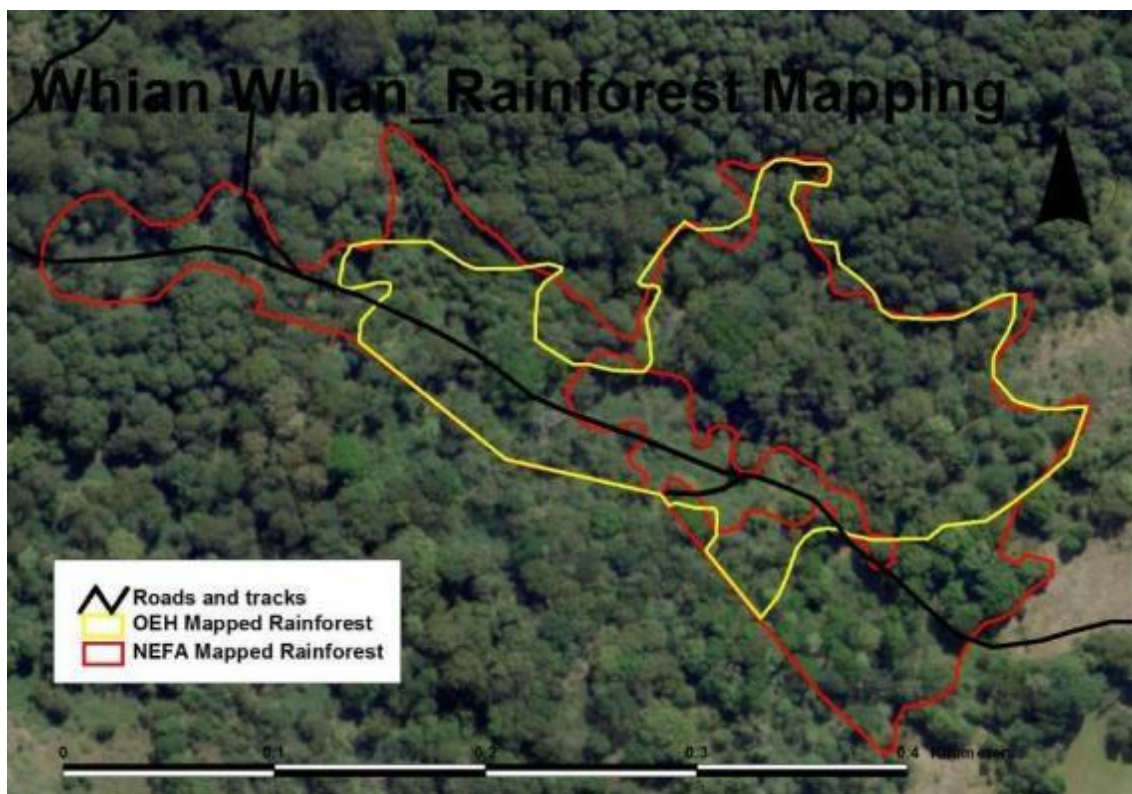 Whian Whian_Rainforest Mapping
Roads and tracks
OEH Mapped Rainforest
NEFA Mapped Rainforest
0 0.1 0.2 0.3 0.4